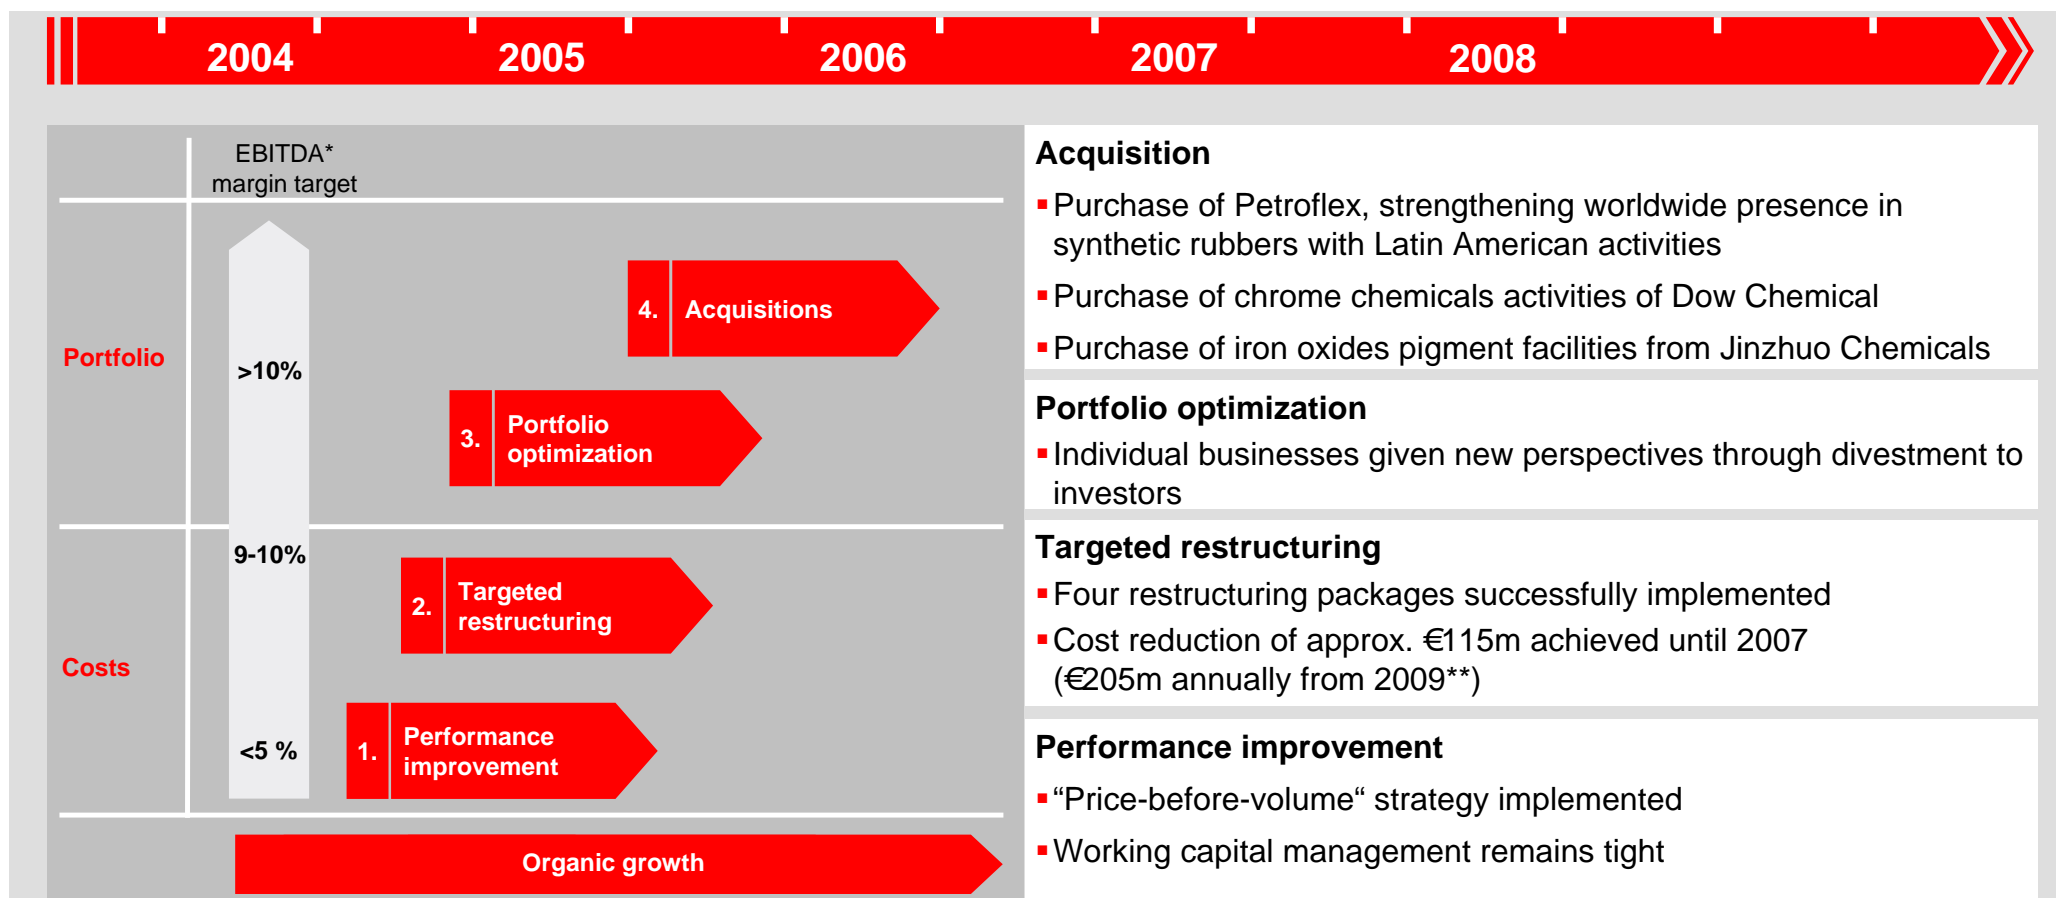 2004 2005 2006 2007 2008
EBITDA*
margin target
Portfolio
>10%
9-10%
Costs
<5 %
4. Acquisitions
3. Portfolio
optimization
2. Targeted
restructuring
1. Performance
improvement
Organic growth
Acquisition
▪Purchase of Petroflex, strengthening worldwide presence in
synthetic rubbers with Latin American activities
▪Purchase of chrome chemicals activities of Dow Chemical
▪Purchase of iron oxides pigment facilities from Jinzhuo Chemicals
Portfolio optimization
▪Individual businesses given new perspectives through divestment to
investors
Targeted restructuring
▪Four restructuring packages successfully implemented
▪Cost reduction of approx. €115m achieved until 2007
(€205m annually from 2009**)
Performance improvement
▪“Price-before-volume“ strategy implemented
▪Working capital management remains tight